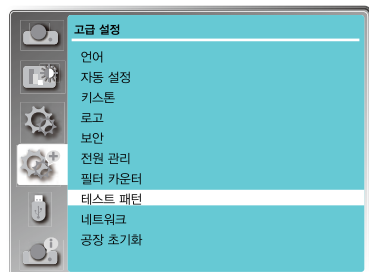 고급 설정
언어
자동 설정
키스톤
로고
보안
전원 관리
필터 카운터
테스트 패턴
네트워크
공장 초기화